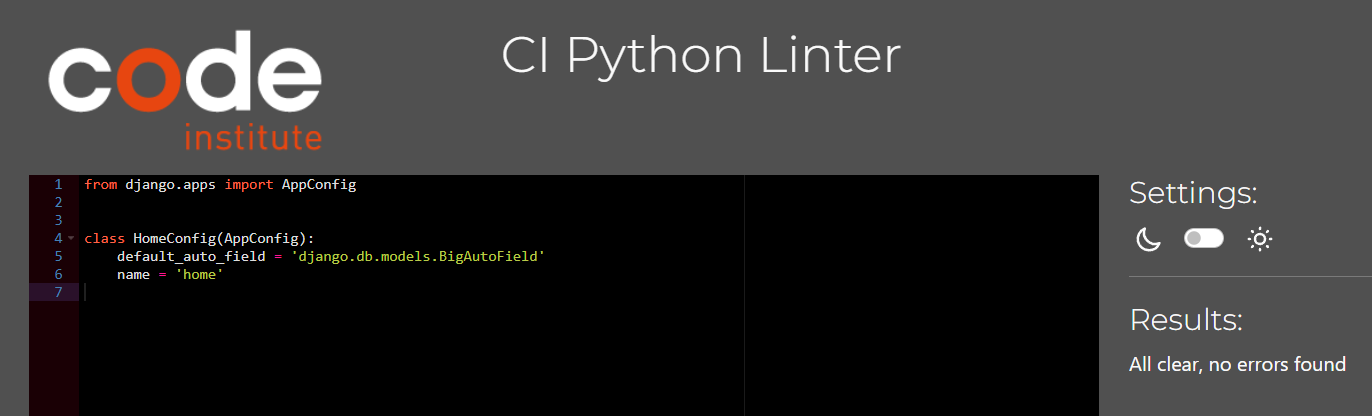 code
institute
CI Python Linter
1 from django.apps import AppConfig
2
3
4 class HomeConfig(AppConfig):
5     default_auto_field = 'django.db.models.BigAutoField'
6     name = 'home'
7
Settings:
Results:
All clear, no errors found